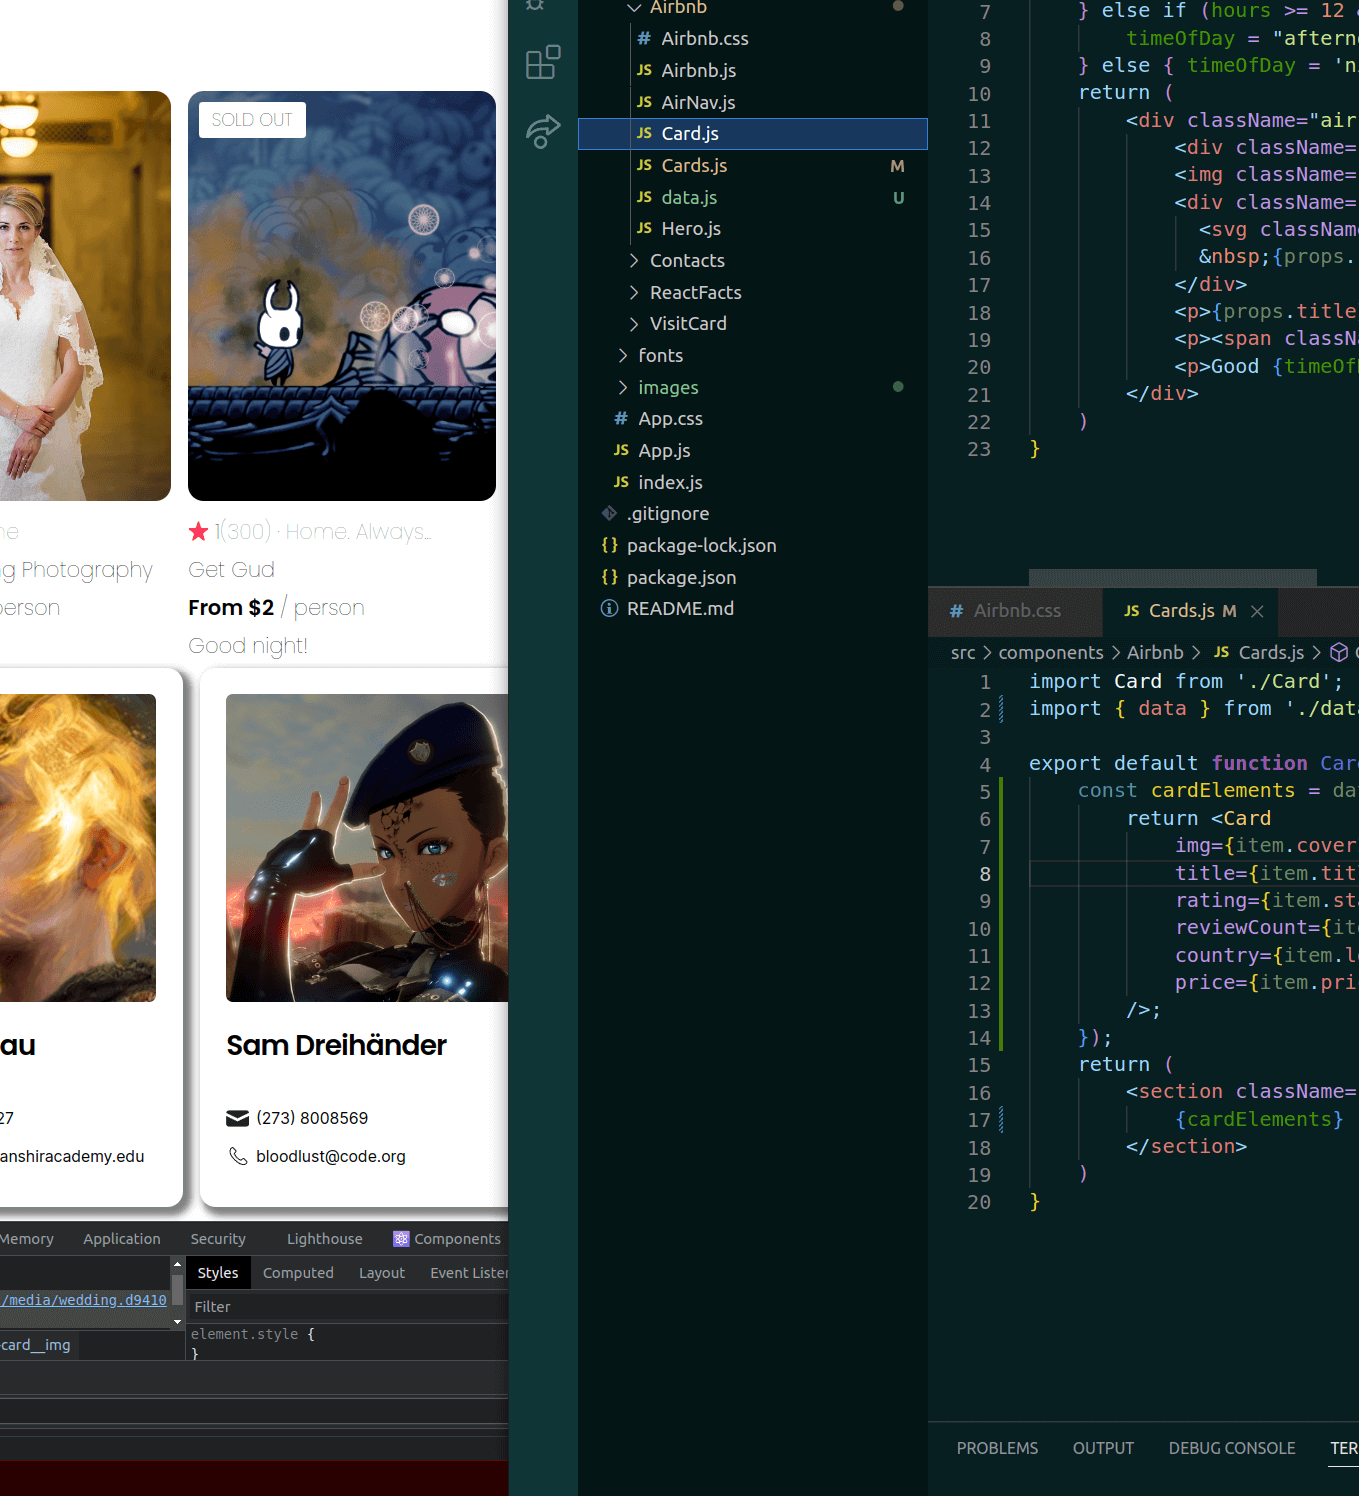 SOLD OUT
ne
1(300) · Home. Always...
ng Photography
Get Gud
person
From $2 / person
Good night!
au
Sam Dreihänder
27
(273) 8008569
anshiracademy.edu
bloodlust@code.org
Memory
Application
Security
Lighthouse
Components
Styles
Computed
Layout
Event Lister
/media/wedding.d9410
Filter
element.style {
}
-card__img
Airbnb
# Airbnb.css
JS Airbnb.js
JS AirNav.js
JS Card.js
JS Cards.js M
JS data.js U
JS Hero.js
Contacts
ReactFacts
VisitCard
fonts
images
# App.css
JS App.js
JS index.js
.gitignore
{} package-lock.json
{} package.json
README.md
7 } else if (hours >= 12
8 timeOfDay = "aftern
9 } else { timeOfDay = 'n
10 return (
11 <div className="air
12 <div className=
13 <img className=
14 <div className=
15 <svg classNam
16 &nbsp;{props.
17 </div>
18 <p>{props.title
19 <p><span classN
20 <p>Good {timeOf
21 </div>
22 )
23 }
# Airbnb.css
JS Cards.js M
src > components > Airbnb > JS Cards.js >
1 import Card from './Card';
2 import { data } from './dat
3
4 export default function Car
5 const cardElements = da
6 return <Card
7 img={item.cover
8 title={item.tit
9 rating={item.st
10 reviewCount={it
11 country={item.l
12 price={item.pri
13 />;
14 });
15 return (
16 <section className=
17 {cardElements}
18 </section>
19 )
20 }
PROBLEMS
OUTPUT
DEBUG CONSOLE
TER